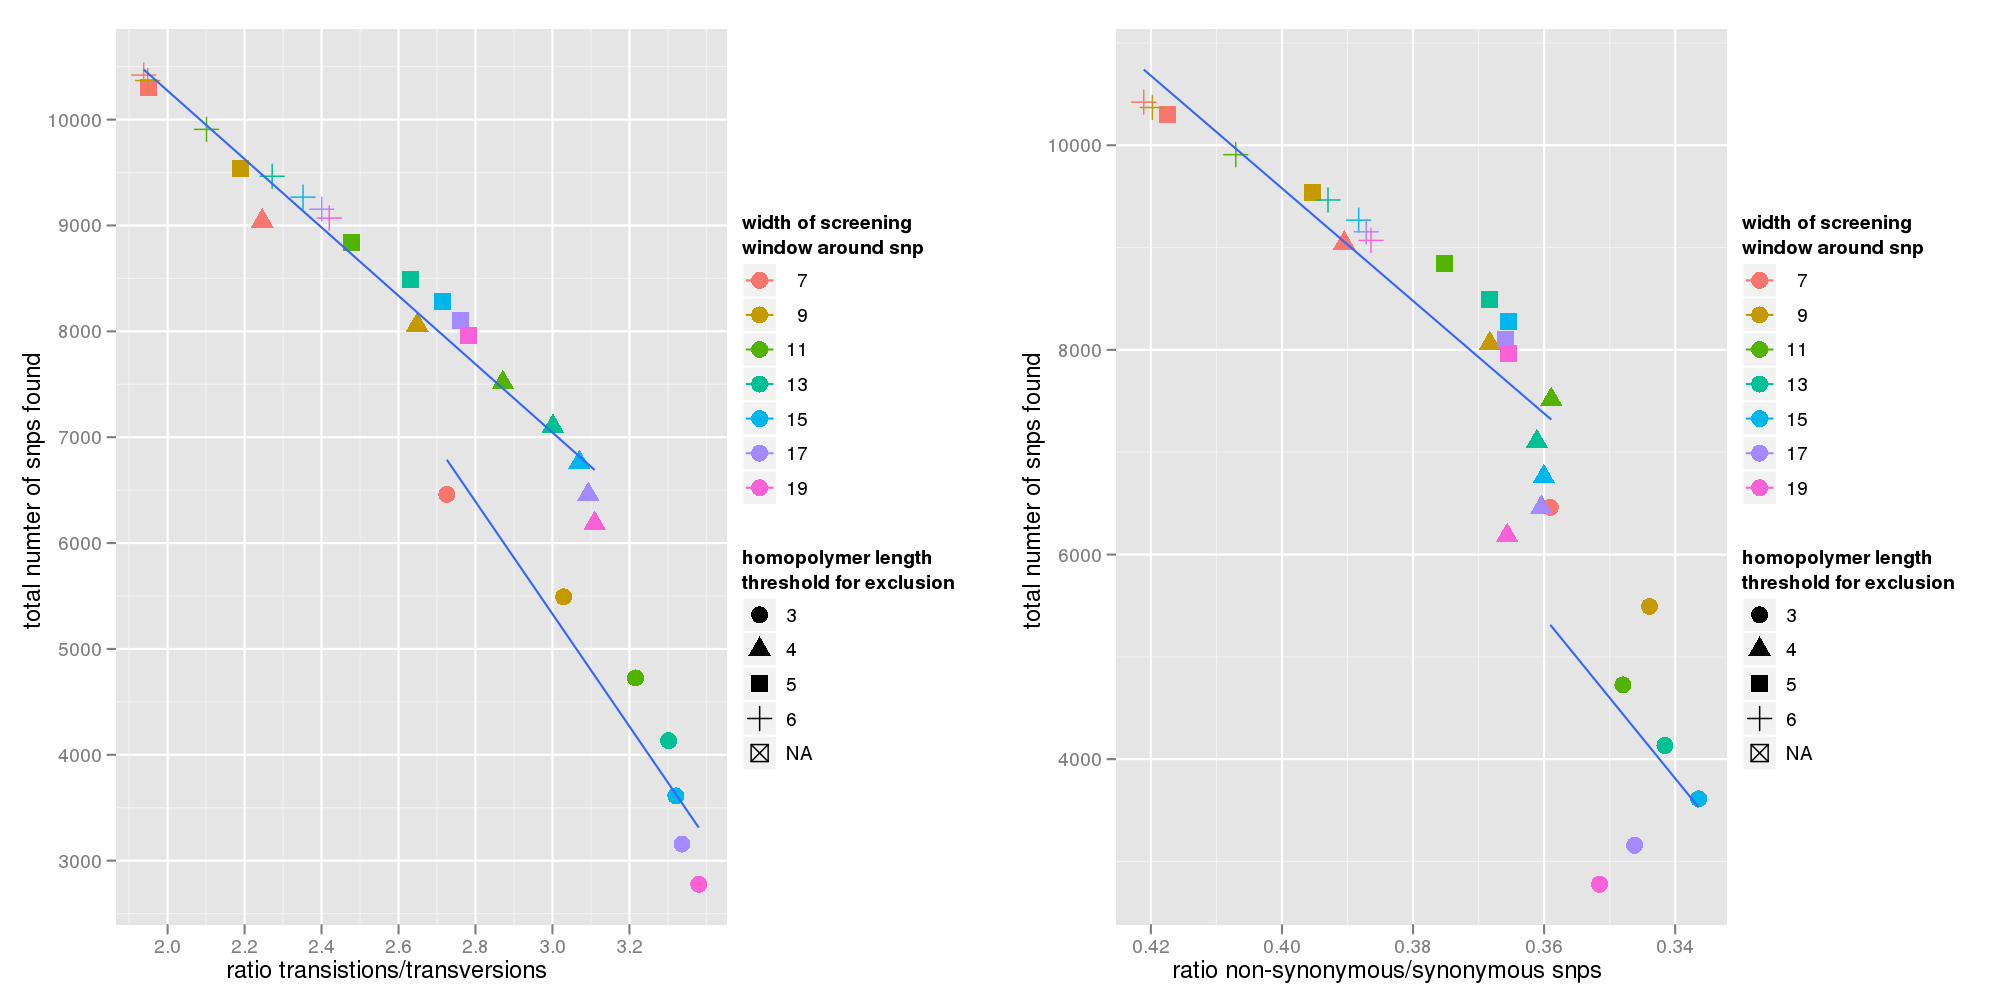 10000
9000
8000
7000
6000
5000
4000
3000
total numter of snps found
2.0 2.2 2.4 2.6 2.8 3.0 3.2
ratio transistions/transversions
width of screening
window around snp
7
9
11
13
15
17
19
homopolymer length
threshold for exclusion
3
4
5
6
NA
10000
8000
6000
4000
total numter of snps found
0.42 0.40 0.38 0.36 0.34
ratio non-synonymous/synonymous snps
width of screening
window around snp
7
9
11
13
15
17
19
homopolymer length
threshold for exclusion
3
4
5
6
NA